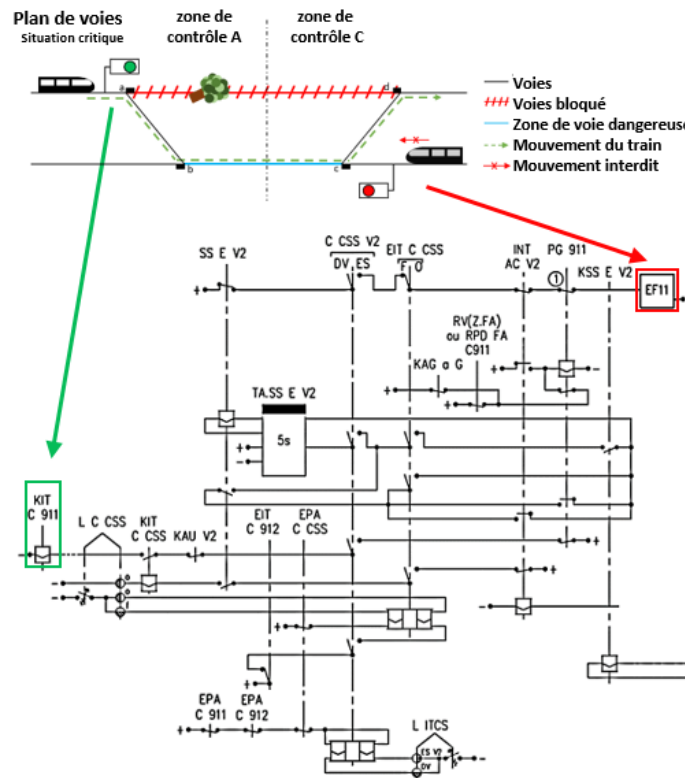 Plan de voies
Situation critique
zone de
contrôle A
zone de
contrôle C
a
d
b
c
Voies
Voies bloqué
Zone de voie dangereuse
Mouvement du train
Mouvement interdit
SS E V2
C CSS V2
DV ES
EIT C CSS
F O
INT
AC V2
PG 911
1
KSS E V2
EF11
RV(Z.FA)
ou RPD FA
C911
KAG a G
TA.SS E V2
5s
KIT
C 911
L C CSS
KIT
C CSS
KAU V2
EIT
C 912
EPA
C CSS
EPA
C 911
EPA
C 912
L ITCS
ES V2
DV